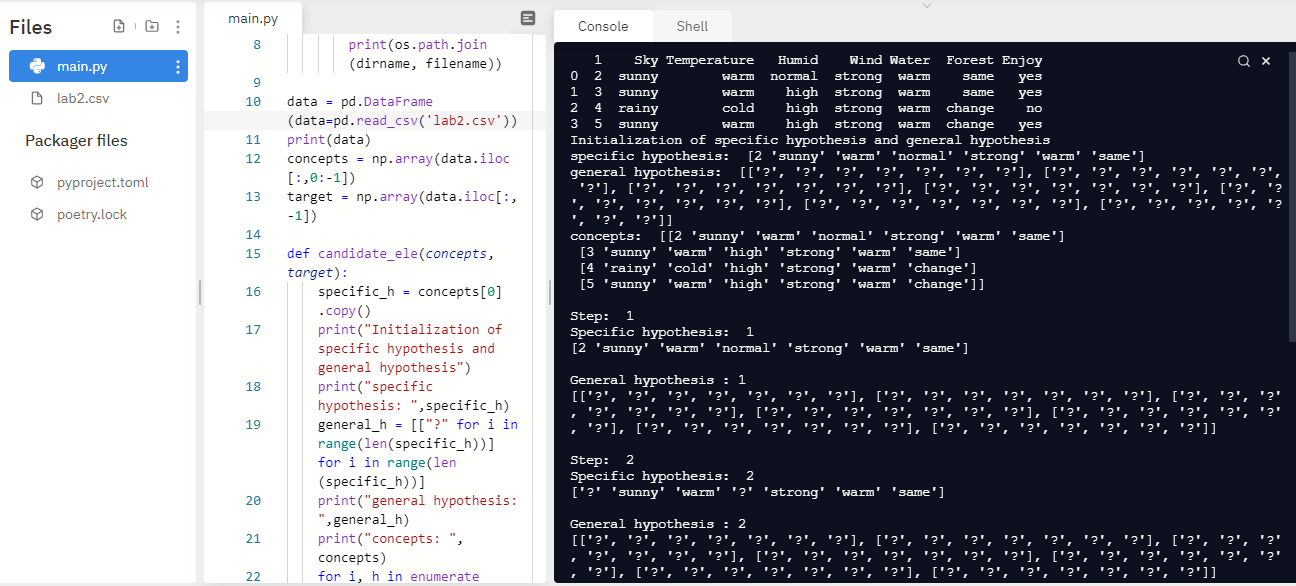 Files
main.py
lab2.csv
Packager files
pyproject.toml
poetry.lock
main.py
8 print(os.path.join
(dirname, filename))
9
10 data = pd.DataFrame
(data=pd.read_csv('lab2.csv'))
11 print(data)
12 concepts = np.array(data.iloc
[:,0:-1])
13 target = np.array(data.iloc[:,
-1])
14
15 def candidate_ele(concepts,
target):
16 specific_h = concepts[0]
.copy()
17 print("Initialization of
specific hypothesis and
general hypothesis")
18 print("specific
hypothesis: ",specific_h)
19 general_h = [["?" for i in
range(len(specific_h))]
for i in range(len
(specific_h))]
20 print("general hypothesis:
",general_h)
21 print("concepts: ",
concepts)
22 for i, h in enumerate
Console Shell
1 Sky Temperature Humid Wind Water Forest Enjoy
0 2 sunny warm normal strong warm same yes
1 3 sunny warm high strong warm same yes
2 4 rainy cold high strong warm change no
3 5 sunny warm high strong warm change yes
Initialization of specific hypothesis and general hypothesis
specific hypothesis:  [2 'sunny' 'warm' 'normal' 'strong' 'warm' 'same']
general hypothesis:  [['?', '?', '?', '?', '?', '?', '?'], ['?', '?', '?', '?', '?', '?',
'?'], ['?', '?', '?', '?', '?', '?', '?'], ['?', '?', '?', '?', '?', '?', '?'], ['?', '?
', '?', '?', '?', '?', '?'], ['?', '?', '?', '?', '?', '?', '?'], ['?', '?', '?', '?', '?
', '?', '?']]
concepts:  [[2 'sunny' 'warm' 'normal' 'strong' 'warm' 'same']
[3 'sunny' 'warm' 'high' 'strong' 'warm' 'same']
[4 'rainy' 'cold' 'high' 'strong' 'warm' 'change']
[5 'sunny' 'warm' 'high' 'strong' 'warm' 'change']]
Step:  1
Specific hypothesis:  1
[2 'sunny' 'warm' 'normal' 'strong' 'warm' 'same']
General hypothesis : 1
[['?', '?', '?', '?', '?', '?', '?'], ['?', '?', '?', '?', '?', '?', '?'], ['?', '?', '?'
, '?', '?', '?', '?'], ['?', '?', '?', '?', '?', '?', '?'], ['?', '?', '?', '?', '?', '?'
, '?'], ['?', '?', '?', '?', '?', '?', '?'], ['?', '?', '?', '?', '?', '?', '?']]
Step:  2
Specific hypothesis:  2
['?' 'sunny' 'warm' '?' 'strong' 'warm' 'same']
General hypothesis : 2
[['?', '?', '?', '?', '?', '?', '?'], ['?', '?', '?', '?', '?', '?', '?'], ['?', '?', '?'
, '?', '?', '?', '?'], ['?', '?', '?', '?', '?', '?', '?'], ['?', '?', '?', '?', '?', '?'
, '?'], ['?', '?', '?', '?', '?', '?', '?'], ['?', '?', '?', '?', '?', '?', '?']]